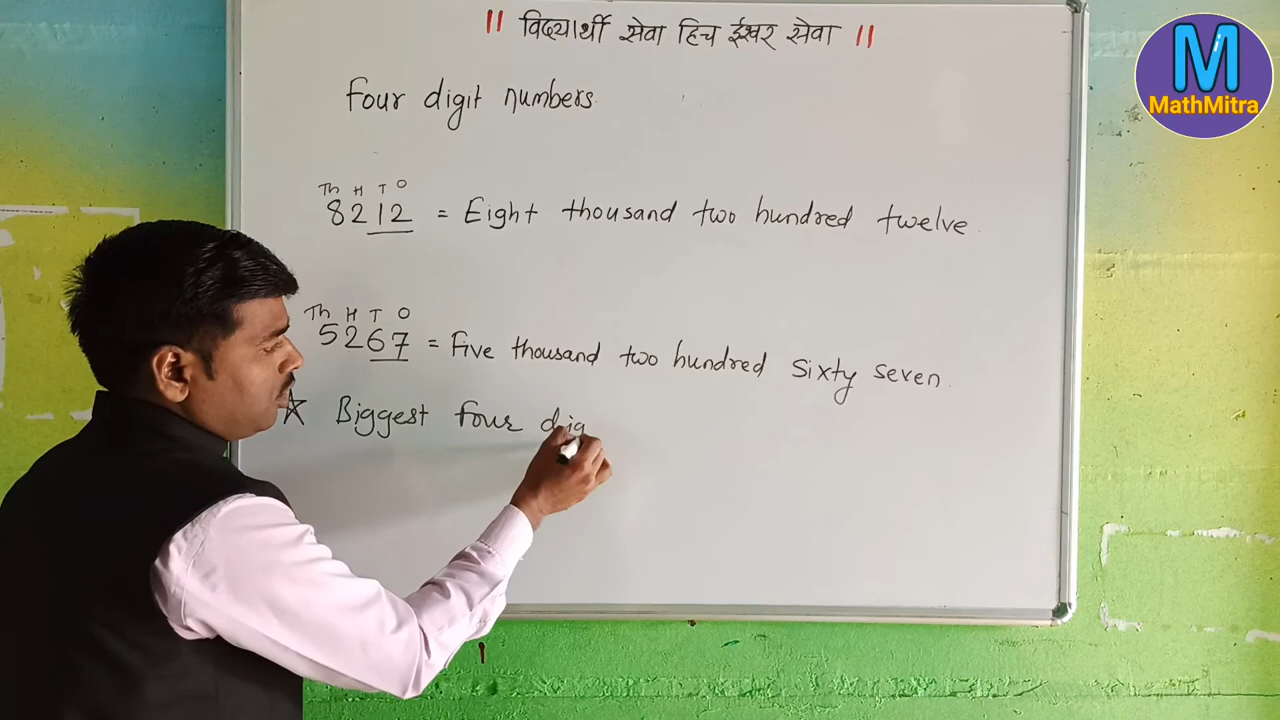 ॥ विद्यार्थी सेवा हिच ईश्वर सेवा ॥
M
MathMitra
Four digit numbers.
Th H T O
8212 = Eight thousand two hundred twelve.
Th H T O
5267 = Five thousand two hundred Sixty seven.
☆ Biggest four dig